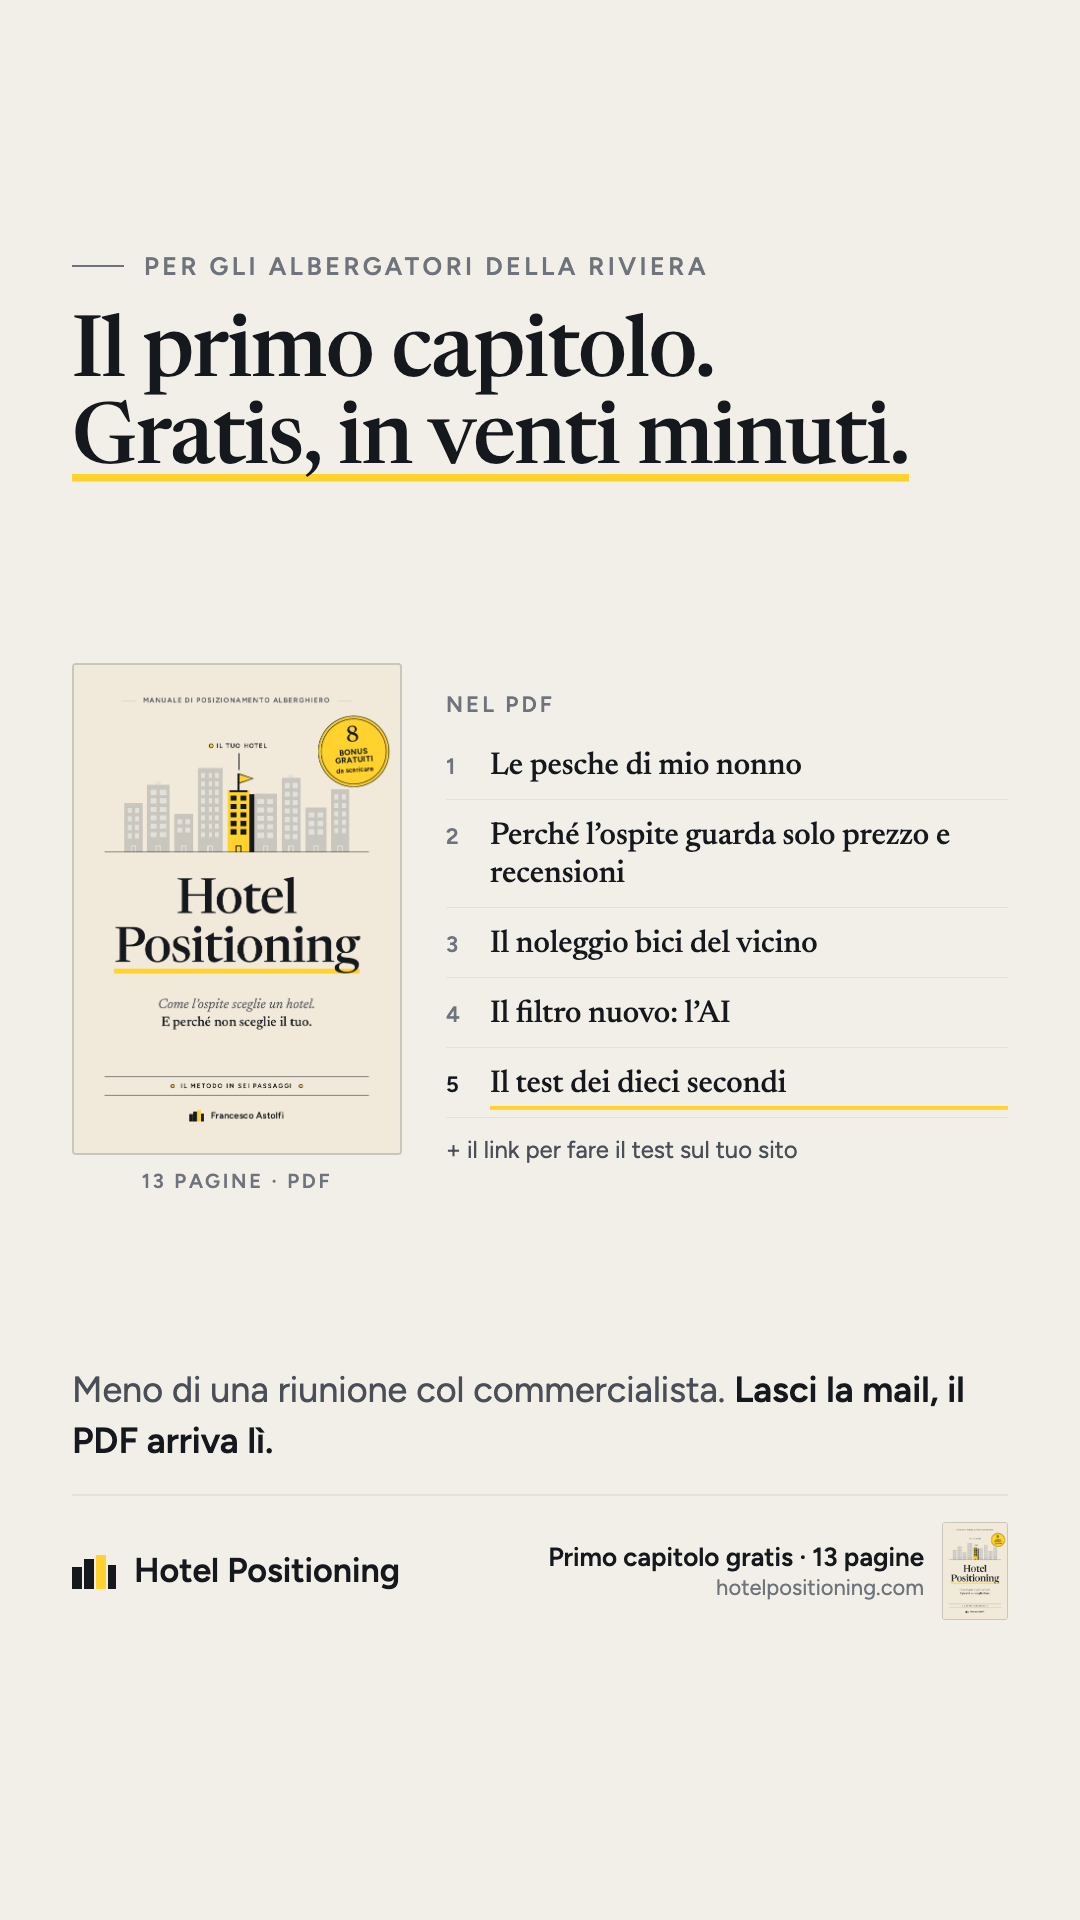 PER GLI ALBERGATORI DELLA RIVIERA
Il primo capitolo.
Gratis, in venti minuti.
MANUALE DI POSIZIONAMENTO ALBERGHIERO
8
BONUS
GRATUITI
da scaricare
IL TUO HOTEL
Hotel
Positioning
Come l'ospite sceglie un hotel.
E perché non sceglie il tuo.
IL METODO IN SEI PASSAGGI
Francesco Astolfi
13 PAGINE · PDF
NEL PDF
1 Le pesche di mio nonno
2 Perché l’ospite guarda solo prezzo e
recensioni
3 Il noleggio bici del vicino
4 Il filtro nuovo: l’AI
5 Il test dei dieci secondi
+ il link per fare il test sul tuo sito
Meno di una riunione col commercialista. Lasci la mail, il
PDF arriva lì.
Hotel Positioning
Primo capitolo gratis · 13 pagine
hotelpositioning.com
Hotel
Positioning